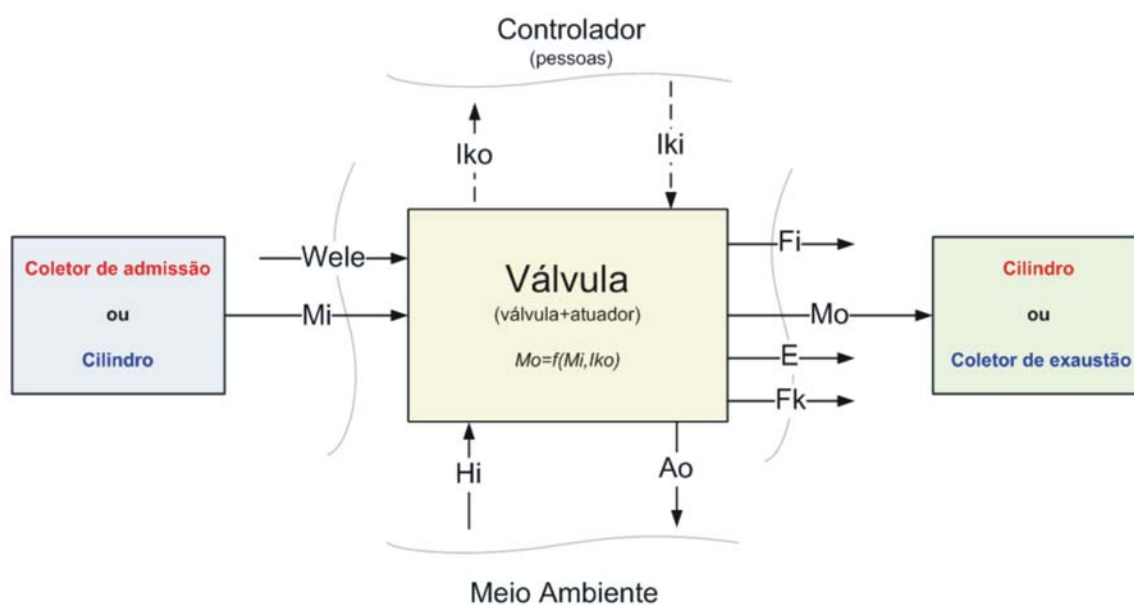 Controlador
(pessoas)
Iko
Iki
Coletor de admissão
ou
Cilindro
Wele
Mi
Válvula
(válvula+atuador)
Mo=f(Mi,Iko)
Fi
Mo
E
Fk
Cilindro
ou
Coletor de exaustão
Hi
Ao
Meio Ambiente